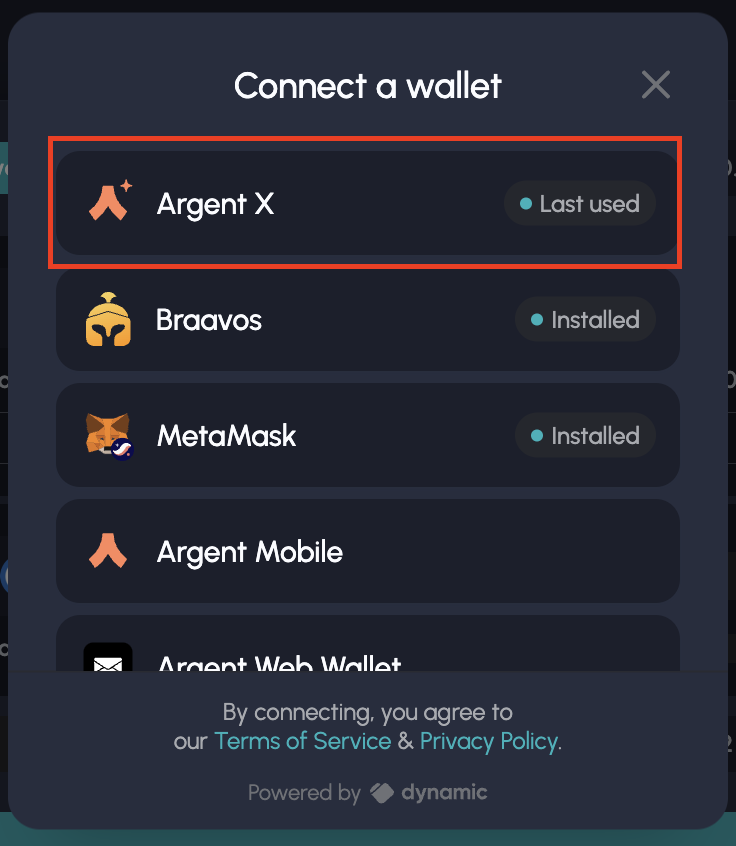 Connect a wallet
Argent X
Last used
Braavos
Installed
MetaMask
Installed
Argent Mobile
Argent Web Wallet
By connecting, you agree to
our Terms of Service & Privacy Policy.
Powered by dynamic